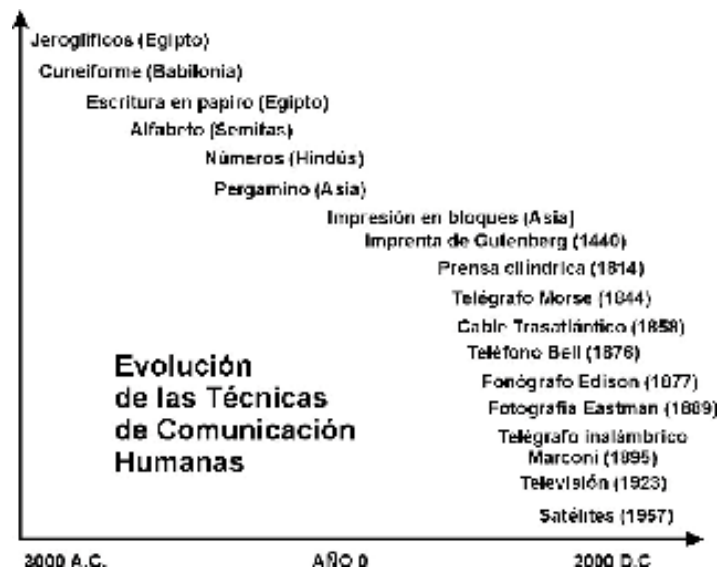 Jeroglíficos (Egipto)
Cuneiforme (Babilonia)
Escritura en papiro (Egipto)
Alfabeto (Semitas)
Números (Hindús)
Pergamino (Asia)
Impresión en bloques (Asia)
Imprenta de Gutenberg (1440)
Prensa cilíndrica (1814)
Telégrafo Morse (1844)
Cable Trasatlántico (1858)
Teléfono Bell (1876)
Fonógrafo Edison (1877)
Fotografía Eastman (1889)
Telégrafo inalámbrico
Marconi (1895)
Televisión (1923)
Satélites (1957)
Evolución
de las Técnicas
de Comunicación
Humanas
3000 A.C.
AÑO 0
2000 D.C